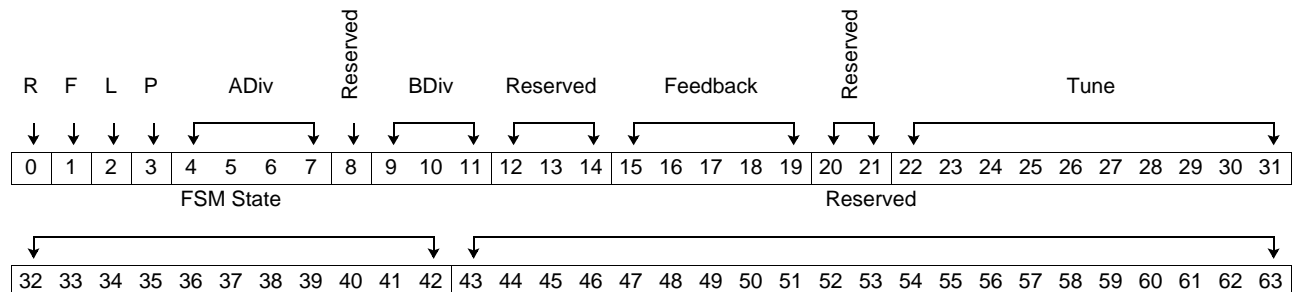 R F L P ADiv Reserved BDiv Reserved Feedback Reserved Tune
0 1 2 3 4 5 6 7 8 9 10 11 12 13 14 15 16 17 18 19 20 21 22 23 24 25 26 27 28 29 30 31
FSM State Reserved
32 33 34 35 36 37 38 39 40 41 42 43 44 45 46 47 48 49 50 51 52 53 54 55 56 57 58 59 60 61 62 63